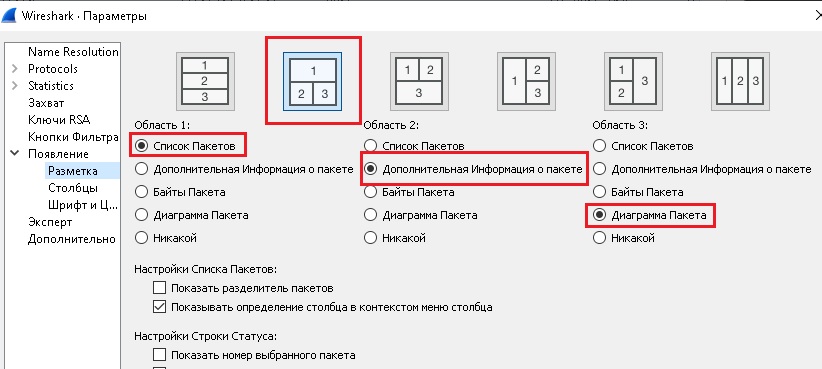 Wireshark · Параметры
Name Resolution
Protocols
Statistics
Захват
Ключи RSA
Кнопки Фильтра
Появление
Разметка
Столбцы
Шрифт и Ц...
Эксперт
Дополнительно
1 2 3
1 2 3
1 2 3
1 2 3
1 2 3
1 2 3
Область 1:
Список Пакетов
Дополнительная Информация о пакете
Байты Пакета
Диаграмма Пакета
Никакой
Область 2:
Список Пакетов
Дополнительная Информация о пакете
Байты Пакета
Диаграмма Пакета
Никакой
Область 3:
Список Пакетов
Дополнительная Информация о пакете
Байты Пакета
Диаграмма Пакета
Никакой
Настройки Списка Пакетов:
Показать разделитель пакетов
Показывать определение столбца в контекстом меню столбца
Настройки Строки Статуса:
Показать номер выбранного пакета